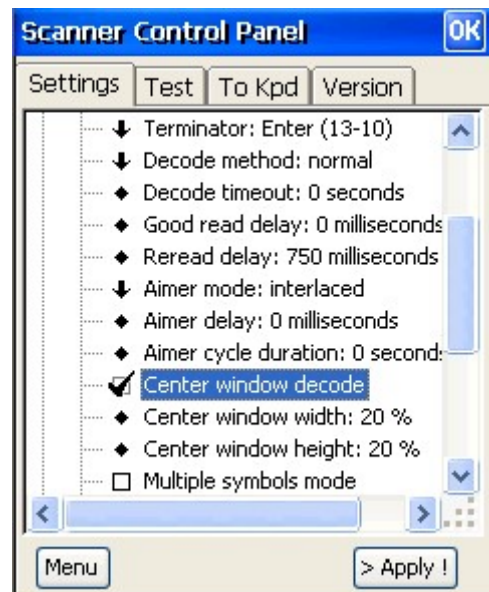 Scanner Control Panel OK
Settings Test To Kpd Version
Terminator: Enter (13-10)
Decode method: normal
Decode timeout: 0 seconds
Good read delay: 0 milliseconds
Reread delay: 750 milliseconds
Aimer mode: interlaced
Aimer delay: 0 milliseconds
Aimer cycle duration: 0 second
Center window decode
Center window width: 20 %
Center window height: 20 %
Multiple symbols mode
Menu > Apply !